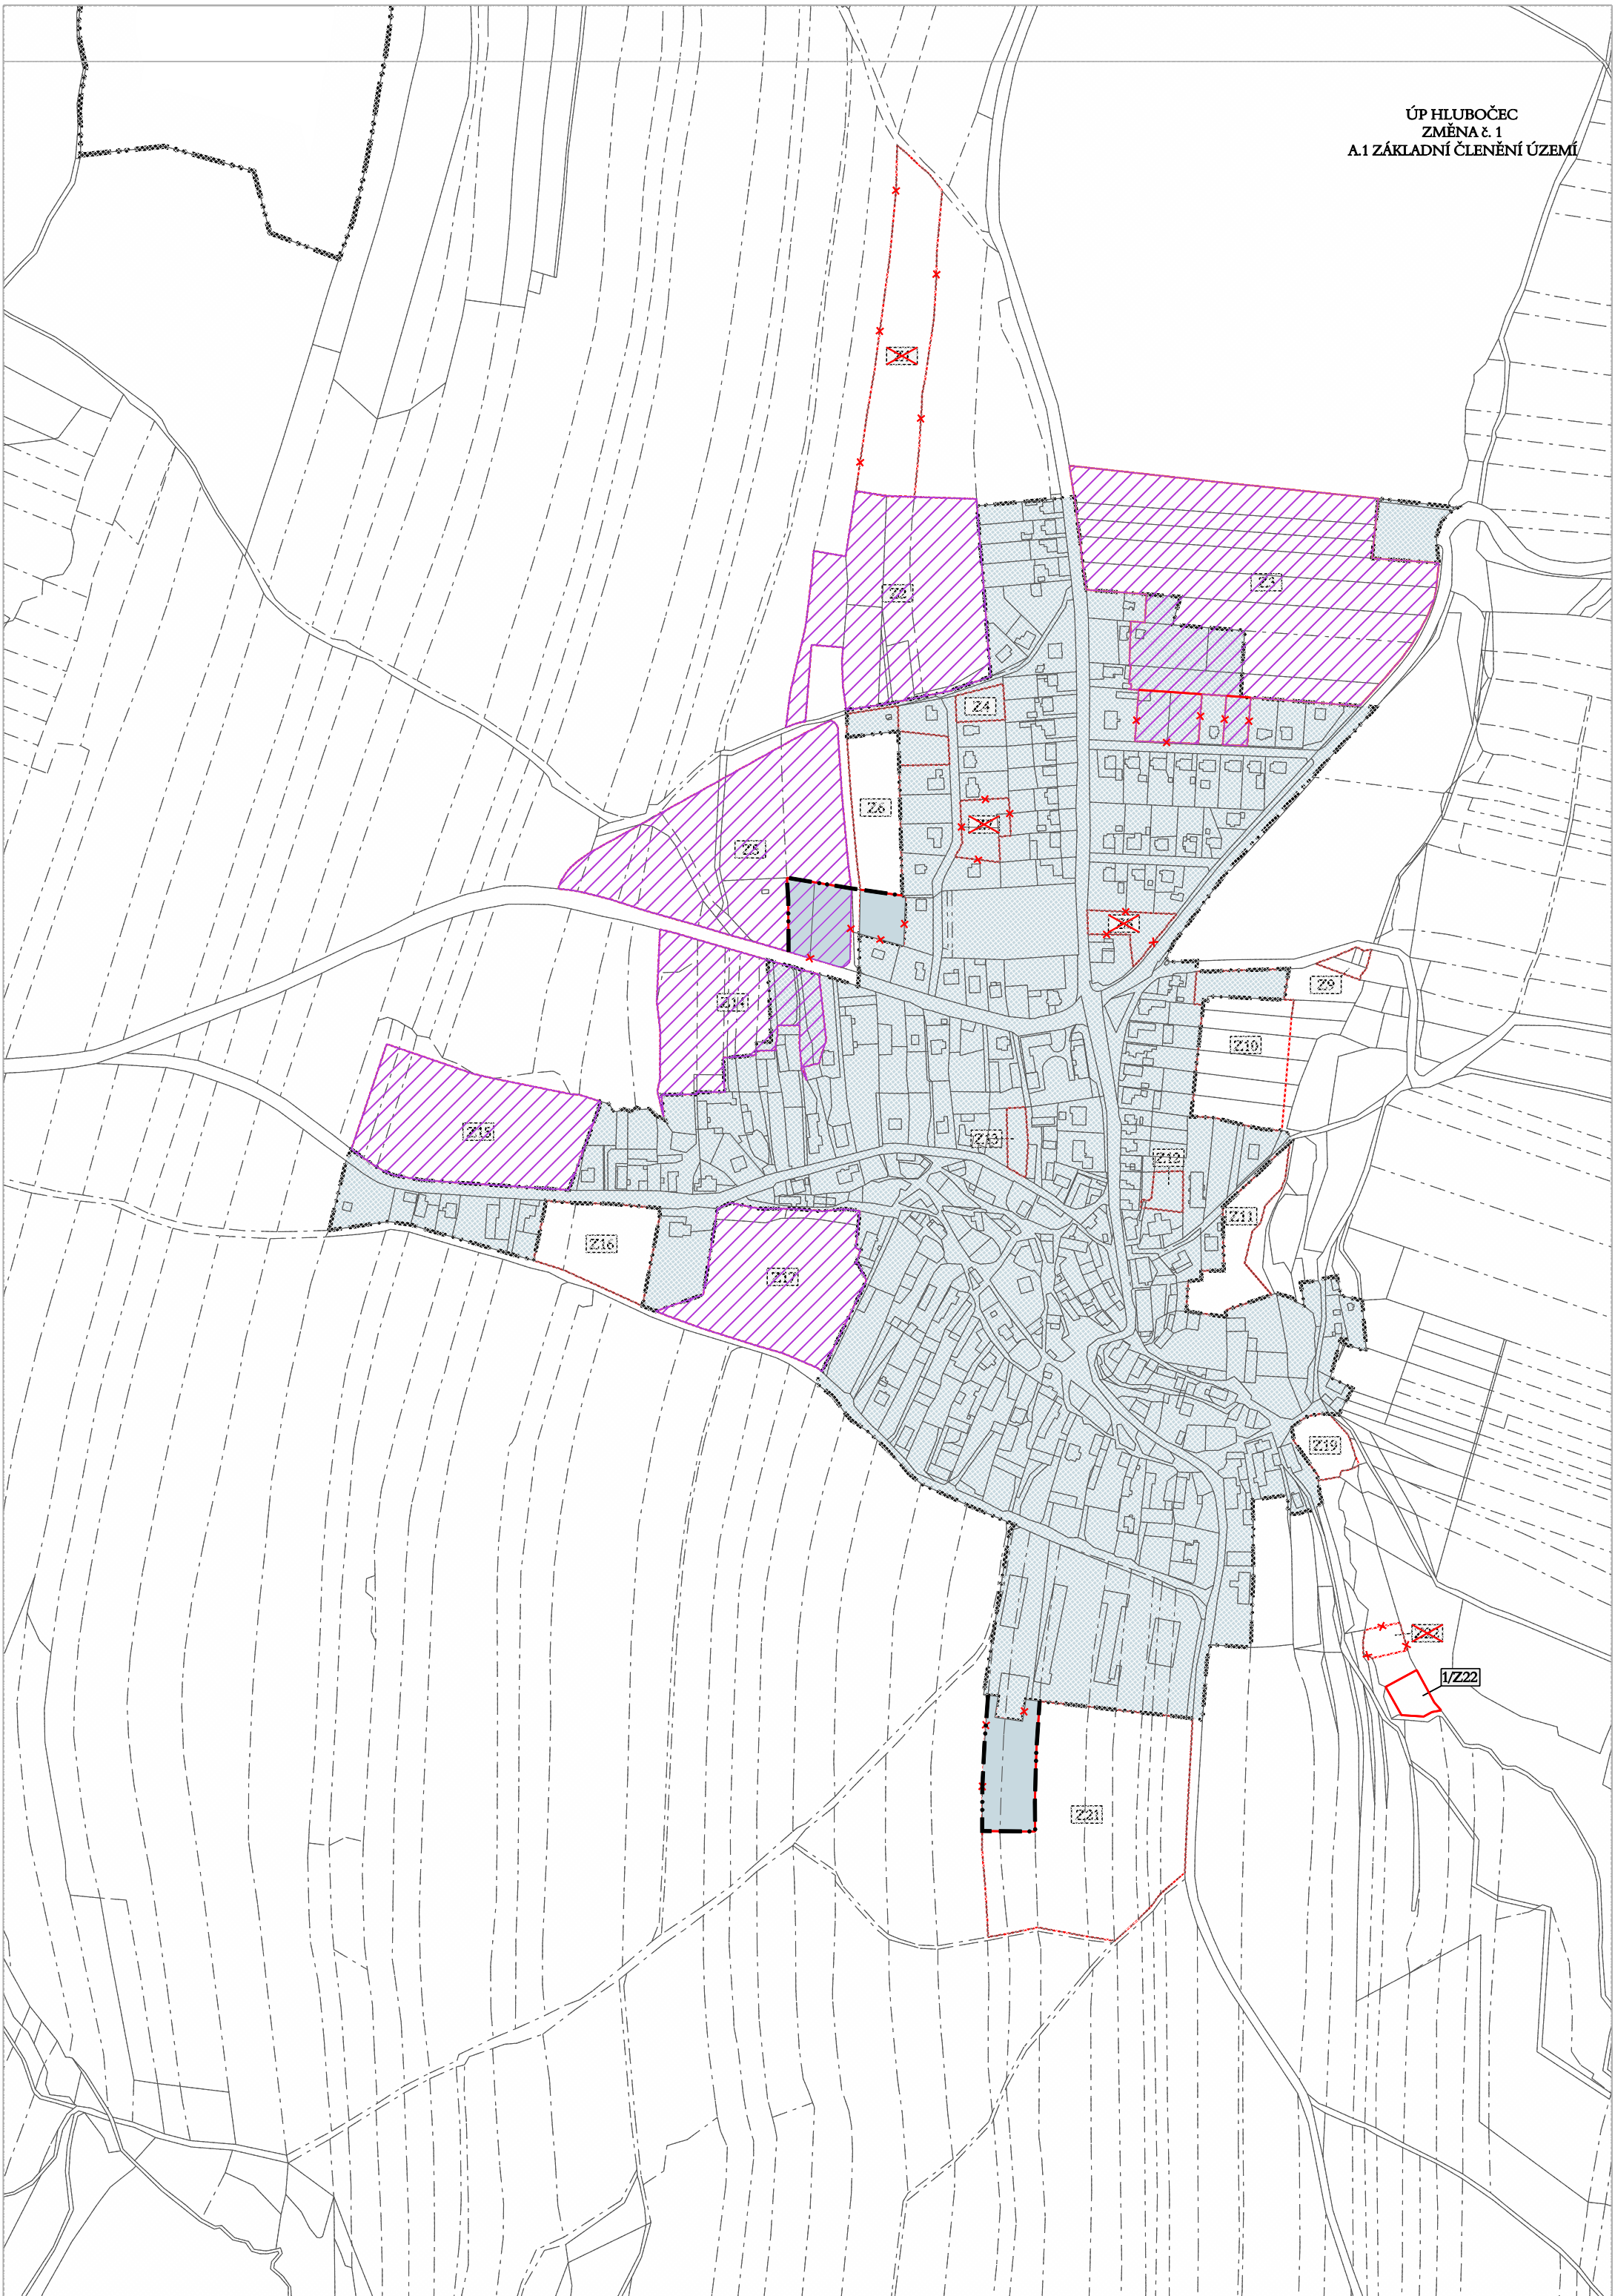 ÚP HLUBOČEC
ZMĚNA č. 1
A.1 ZÁKLADNÍ ČLENĚNÍ ÚZEMÍ
Z2
Z3
Z4
Z6
Z5
Z9
Z14
Z10
Z15
Z13
Z12
Z11
Z16
Z17
Z19
1/Z22
Z21